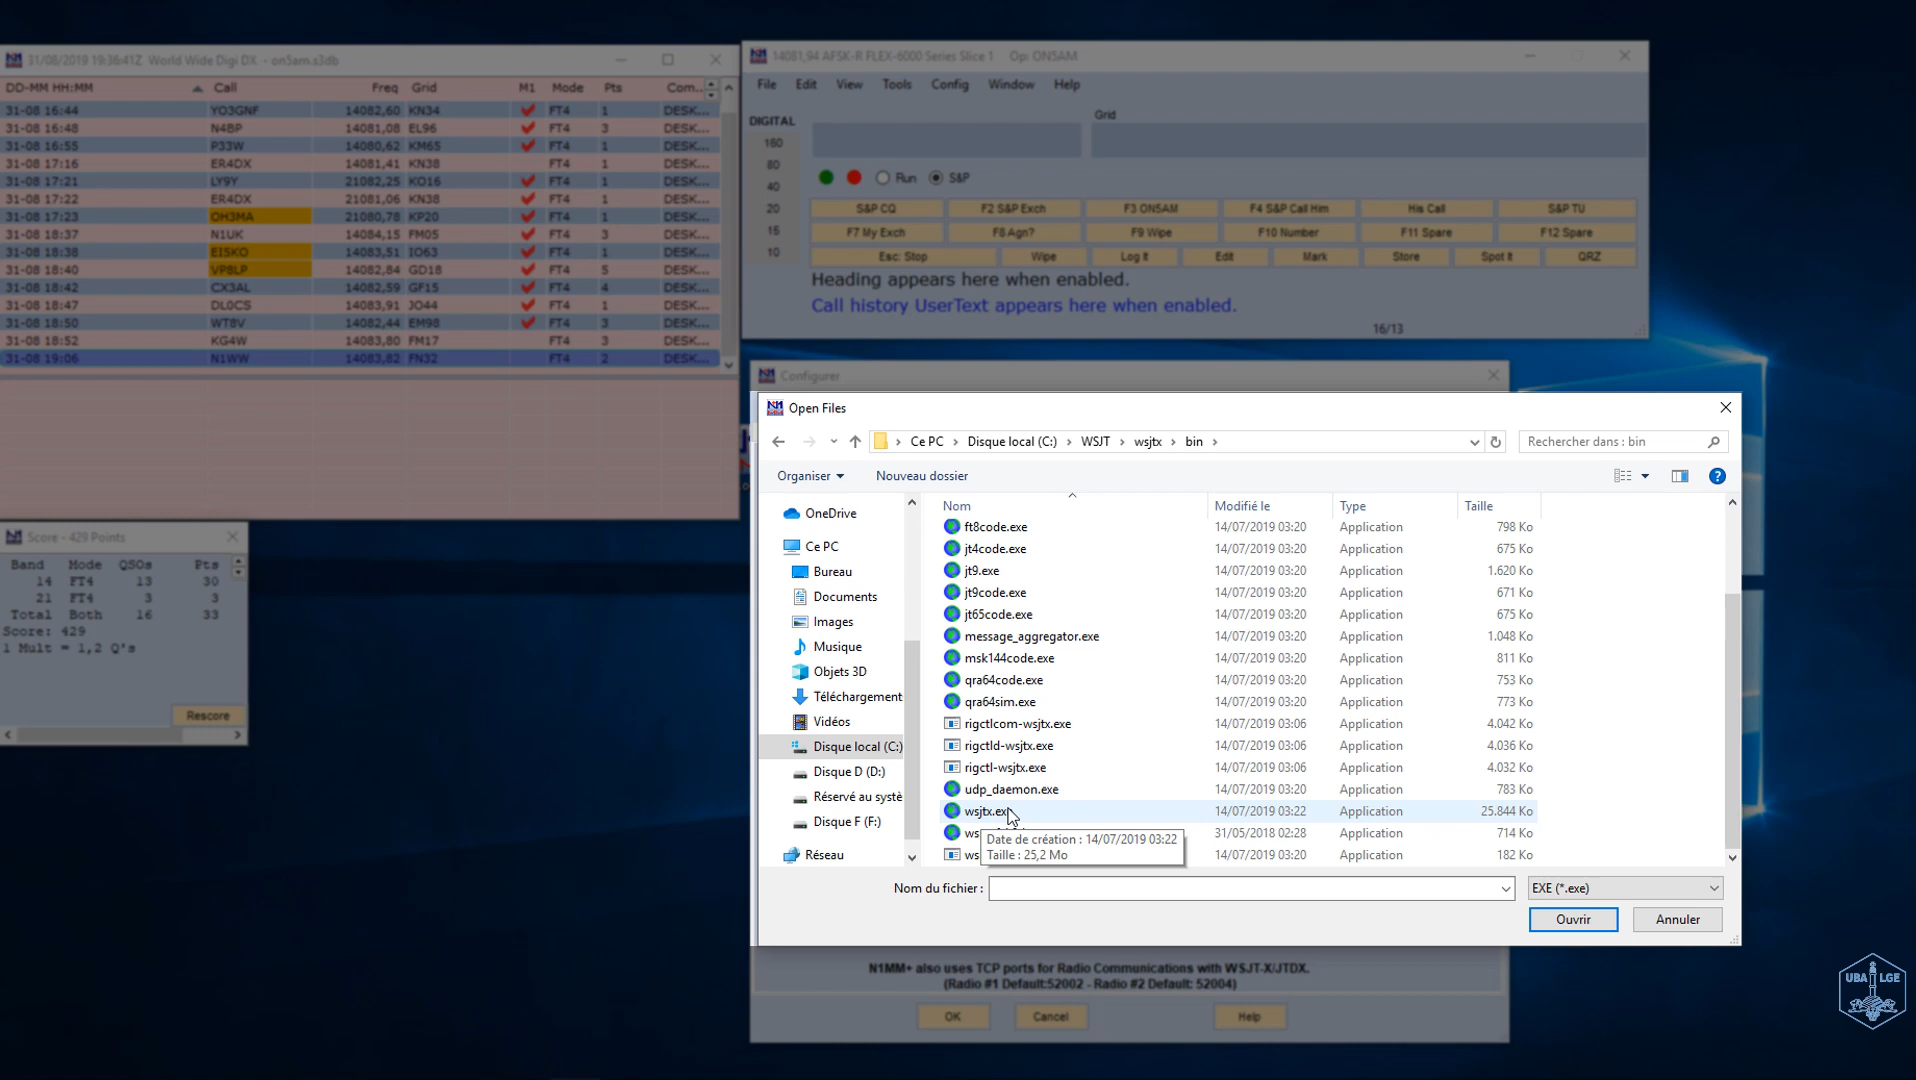 31/08/2019 19:36:41Z World Wide Digi DX - on5am.s3db
DD-MM HH:MM Call Freq Grid M1 Mode Pts Com...
31-08 16:44 YO3GNF 14082,60 KN34 FT4 1 DESK...
31-08 16:48 N4BP 14081,08 EL96 FT4 3 DESK...
31-08 16:55 P33W 14080,62 KM65 FT4 1 DESK...
31-08 17:16 ER4DX 14081,41 KN38 FT4 1 DESK...
31-08 17:21 LY9Y 21082,25 KO16 FT4 1 DESK...
31-08 17:22 ER4DX 21081,06 KN38 FT4 1 DESK...
31-08 17:23 OH3MA 21080,78 KP20 FT4 1 DESK...
31-08 18:37 N1UK 14084,15 FM05 FT4 3 DESK...
31-08 18:38 EI5KO 14083,51 IO63 FT4 1 DESK...
31-08 18:40 VP8LP 14082,84 GD18 FT4 5 DESK...
31-08 18:42 CX3AL 14082,59 GF15 FT4 4 DESK...
31-08 18:47 DL0CS 14083,91 JO44 FT4 1 DESK...
31-08 18:50 WT8V 14082,44 EM98 FT4 3 DESK...
31-08 18:52 KG4W 14083,80 FM17 FT4 3 DESK...
31-08 19:06 N1WW 14083,82 FN32 FT4 2 DESK...
Score - 429 Points
Band Mode QSOs Pts
14 FT4 13 30
21 FT4 3 3
Total Both 16 33
Score: 429
1 Mult = 1,2 Q's
Rescore
14081,94 AFSK-R FLEX-6000 Series Slice 1 Op: ON5AM
File Edit View Tools Config Window Help
DIGITAL Grid
160
80
40
20
15
10
Run S&P
S&P CQ F2 S&P Exch F3 ON5AM F4 S&P Call Him His Call S&P TU
F7 My Exch F8 Agn? F9 Wipe F10 Number F11 Spare F12 Spare
Esc: Stop Wipe Log It Edit Mark Store Spot It QRZ
Heading appears here when enabled.
Call history UserText appears here when enabled.
16/13
Configurer
Open Files
Ce PC Disque local (C:) WSJT wsjtx bin
Rechercher dans : bin
Organiser Nouveau dossier
OneDrive
Ce PC
Bureau
Documents
Images
Musique
Objets 3D
Téléchargement
Vidéos
Disque local (C:)
Disque D (D:)
Réservé au systè
Disque F (F:)
Réseau
Nom Modifié le Type Taille
ft8code.exe 14/07/2019 03:20 Application 798 Ko
jt4code.exe 14/07/2019 03:20 Application 675 Ko
jt9.exe 14/07/2019 03:20 Application 1.620 Ko
jt9code.exe 14/07/2019 03:20 Application 671 Ko
jt65code.exe 14/07/2019 03:20 Application 675 Ko
message_aggregator.exe 14/07/2019 03:20 Application 1.048 Ko
msk144code.exe 14/07/2019 03:20 Application 811 Ko
qra64code.exe 14/07/2019 03:20 Application 753 Ko
qra64sim.exe 14/07/2019 03:20 Application 773 Ko
rigctlcom-wsjtx.exe 14/07/2019 03:06 Application 4.042 Ko
rigctld-wsjtx.exe 14/07/2019 03:06 Application 4.036 Ko
rigctl-wsjtx.exe 14/07/2019 03:06 Application 4.032 Ko
udp_daemon.exe 14/07/2019 03:20 Application 783 Ko
wsjtx.ex 14/07/2019 03:22 Application 25.844 Ko
ws 31/05/2018 02:28 Application 714 Ko
ws 14/07/2019 03:20 Application 182 Ko
Date de création : 14/07/2019 03:22
Taille : 25,2 Mo
Nom du fichier : EXE (*.exe)
Ouvrir Annuler
N1MM+ also uses TCP ports for Radio Communications with WSJT-X/JTDX.
(Radio #1 Default:52002 - Radio #2 Default: 52004)
OK Cancel Help
UBA LGE